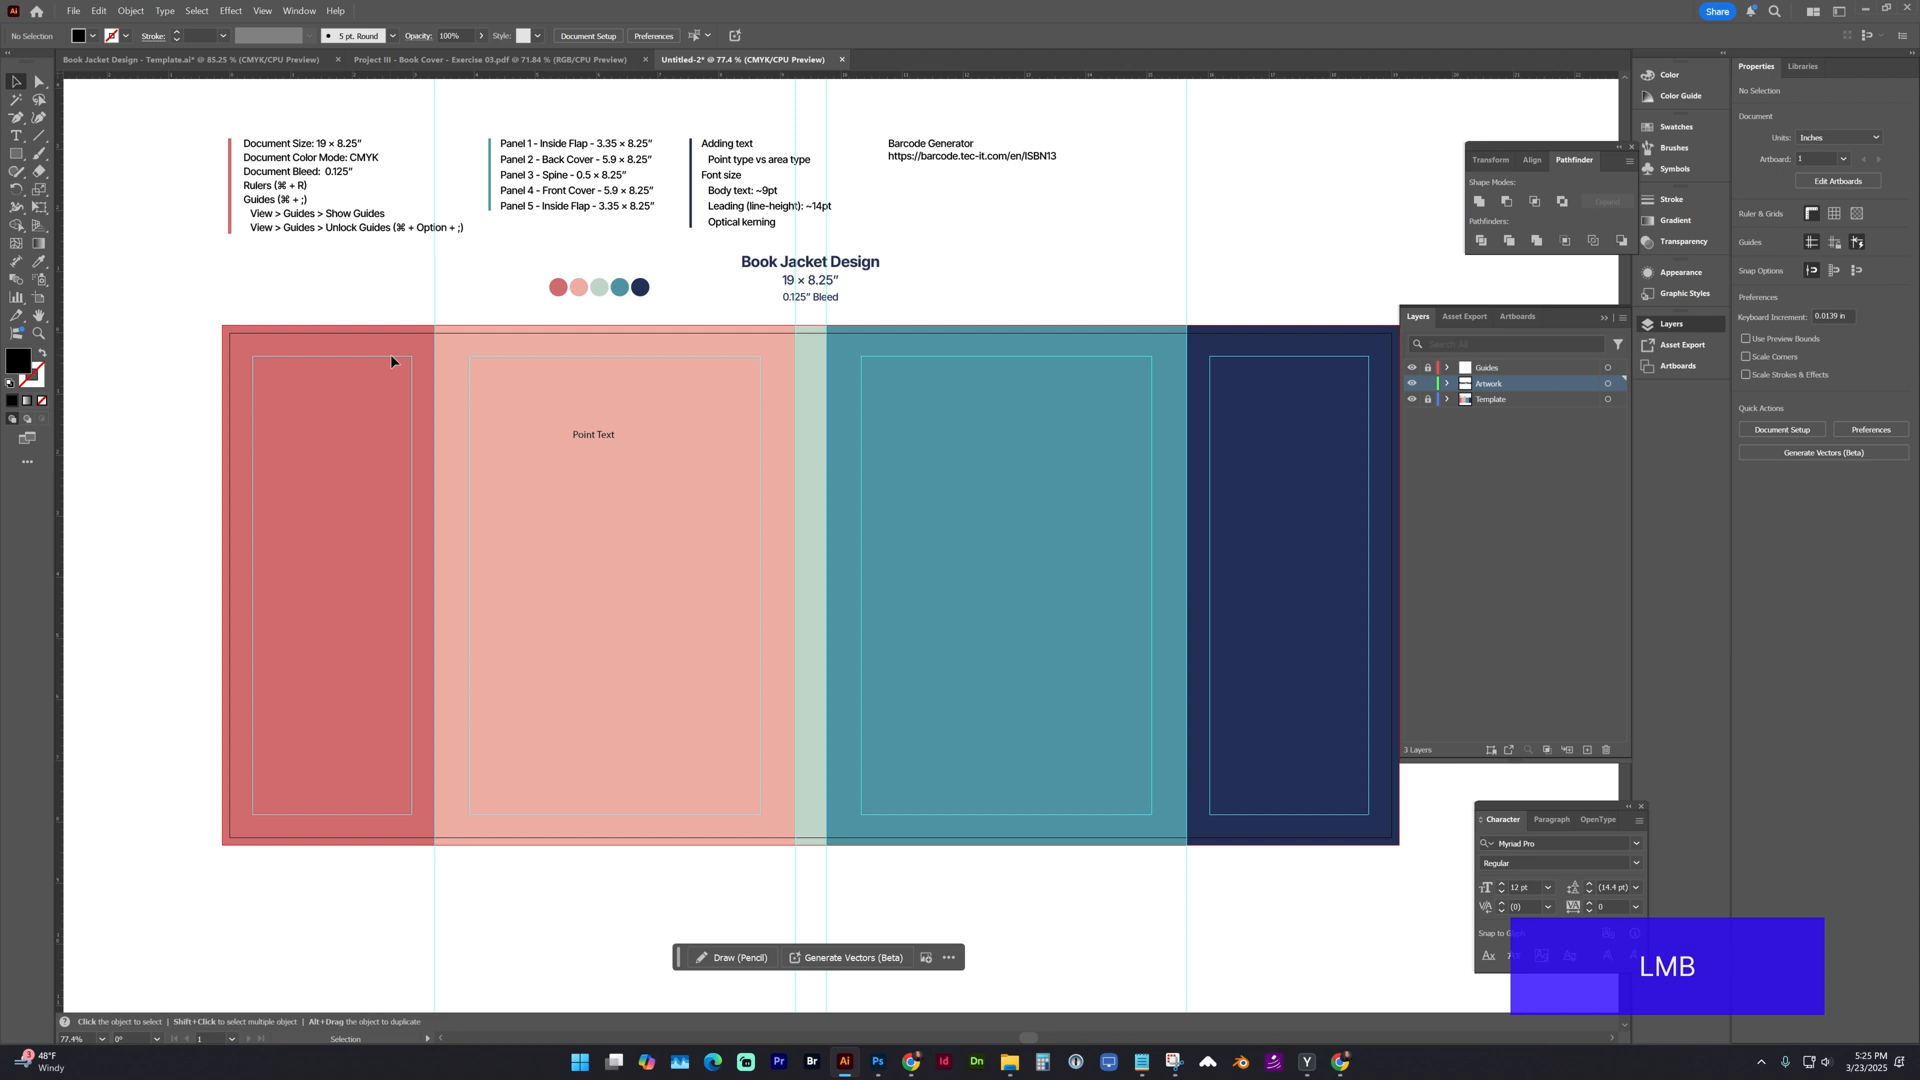 File Edit Object Type Select Effect View Window Help
Share
No Selection
Stroke:
5 pt. Round
Opacity: 100%
Style:
Document Setup
Preferences
Book Jacket Design - Template.ai* @ 85.25 % (CMYK/CPU Preview)
Project III - Book Cover - Exercise 03.pdf @ 71.84 % (RGB/CPU Preview)
Untitled-2* @ 77.4 % (CMYK/CPU Preview)
Document Size: 19 × 8.25”
Document Color Mode: CMYK
Document Bleed: 0.125”
Rulers (⌘ + R)
Guides (⌘ + ;)
View > Guides > Show Guides
View > Guides > Unlock Guides (⌘ + Option + ;)
Panel 1 - Inside Flap - 3.35 × 8.25”
Panel 2 - Back Cover - 5.9 × 8.25”
Panel 3 - Spine - 0.5 × 8.25”
Panel 4 - Front Cover - 5.9 × 8.25”
Panel 5 - Inside Flap - 3.35 × 8.25”
Adding text
Point type vs area type
Font size
Body text: ~9pt
Leading (line-height): ~14pt
Optical kerning
Barcode Generator
https://barcode.tec-it.com/en/ISBN13
Book Jacket Design
19 × 8.25”
0.125” Bleed
Point Text
Transform Align Pathfinder
Shape Modes:
Expand
Pathfinders:
Layers Asset Export Artboards
Search All
Guides
Artwork
Template
3 Layers
Character Paragraph OpenType
Myriad Pro
Regular
12 pt
(14.4 pt)
(0)
0
Snap to Glyph
LMB
Color
Color Guide
Swatches
Brushes
Symbols
Stroke
Gradient
Transparency
Appearance
Graphic Styles
Layers
Asset Export
Artboards
Properties Libraries
No Selection
Document
Units: Inches
Artboard: 1
Edit Artboards
Ruler & Grids
Guides
Snap Options
Preferences
Keyboard Increment: 0.0139 in
Use Preview Bounds
Scale Corners
Scale Strokes & Effects
Quick Actions
Document Setup
Preferences
Generate Vectors (Beta)
Draw (Pencil)
Generate Vectors (Beta)
Click the object to select | Shift+Click to select multiple object | Alt+Drag the object to duplicate
77.4%
0°
1
Selection
48°F
Windy
5:25 PM
3/23/2025